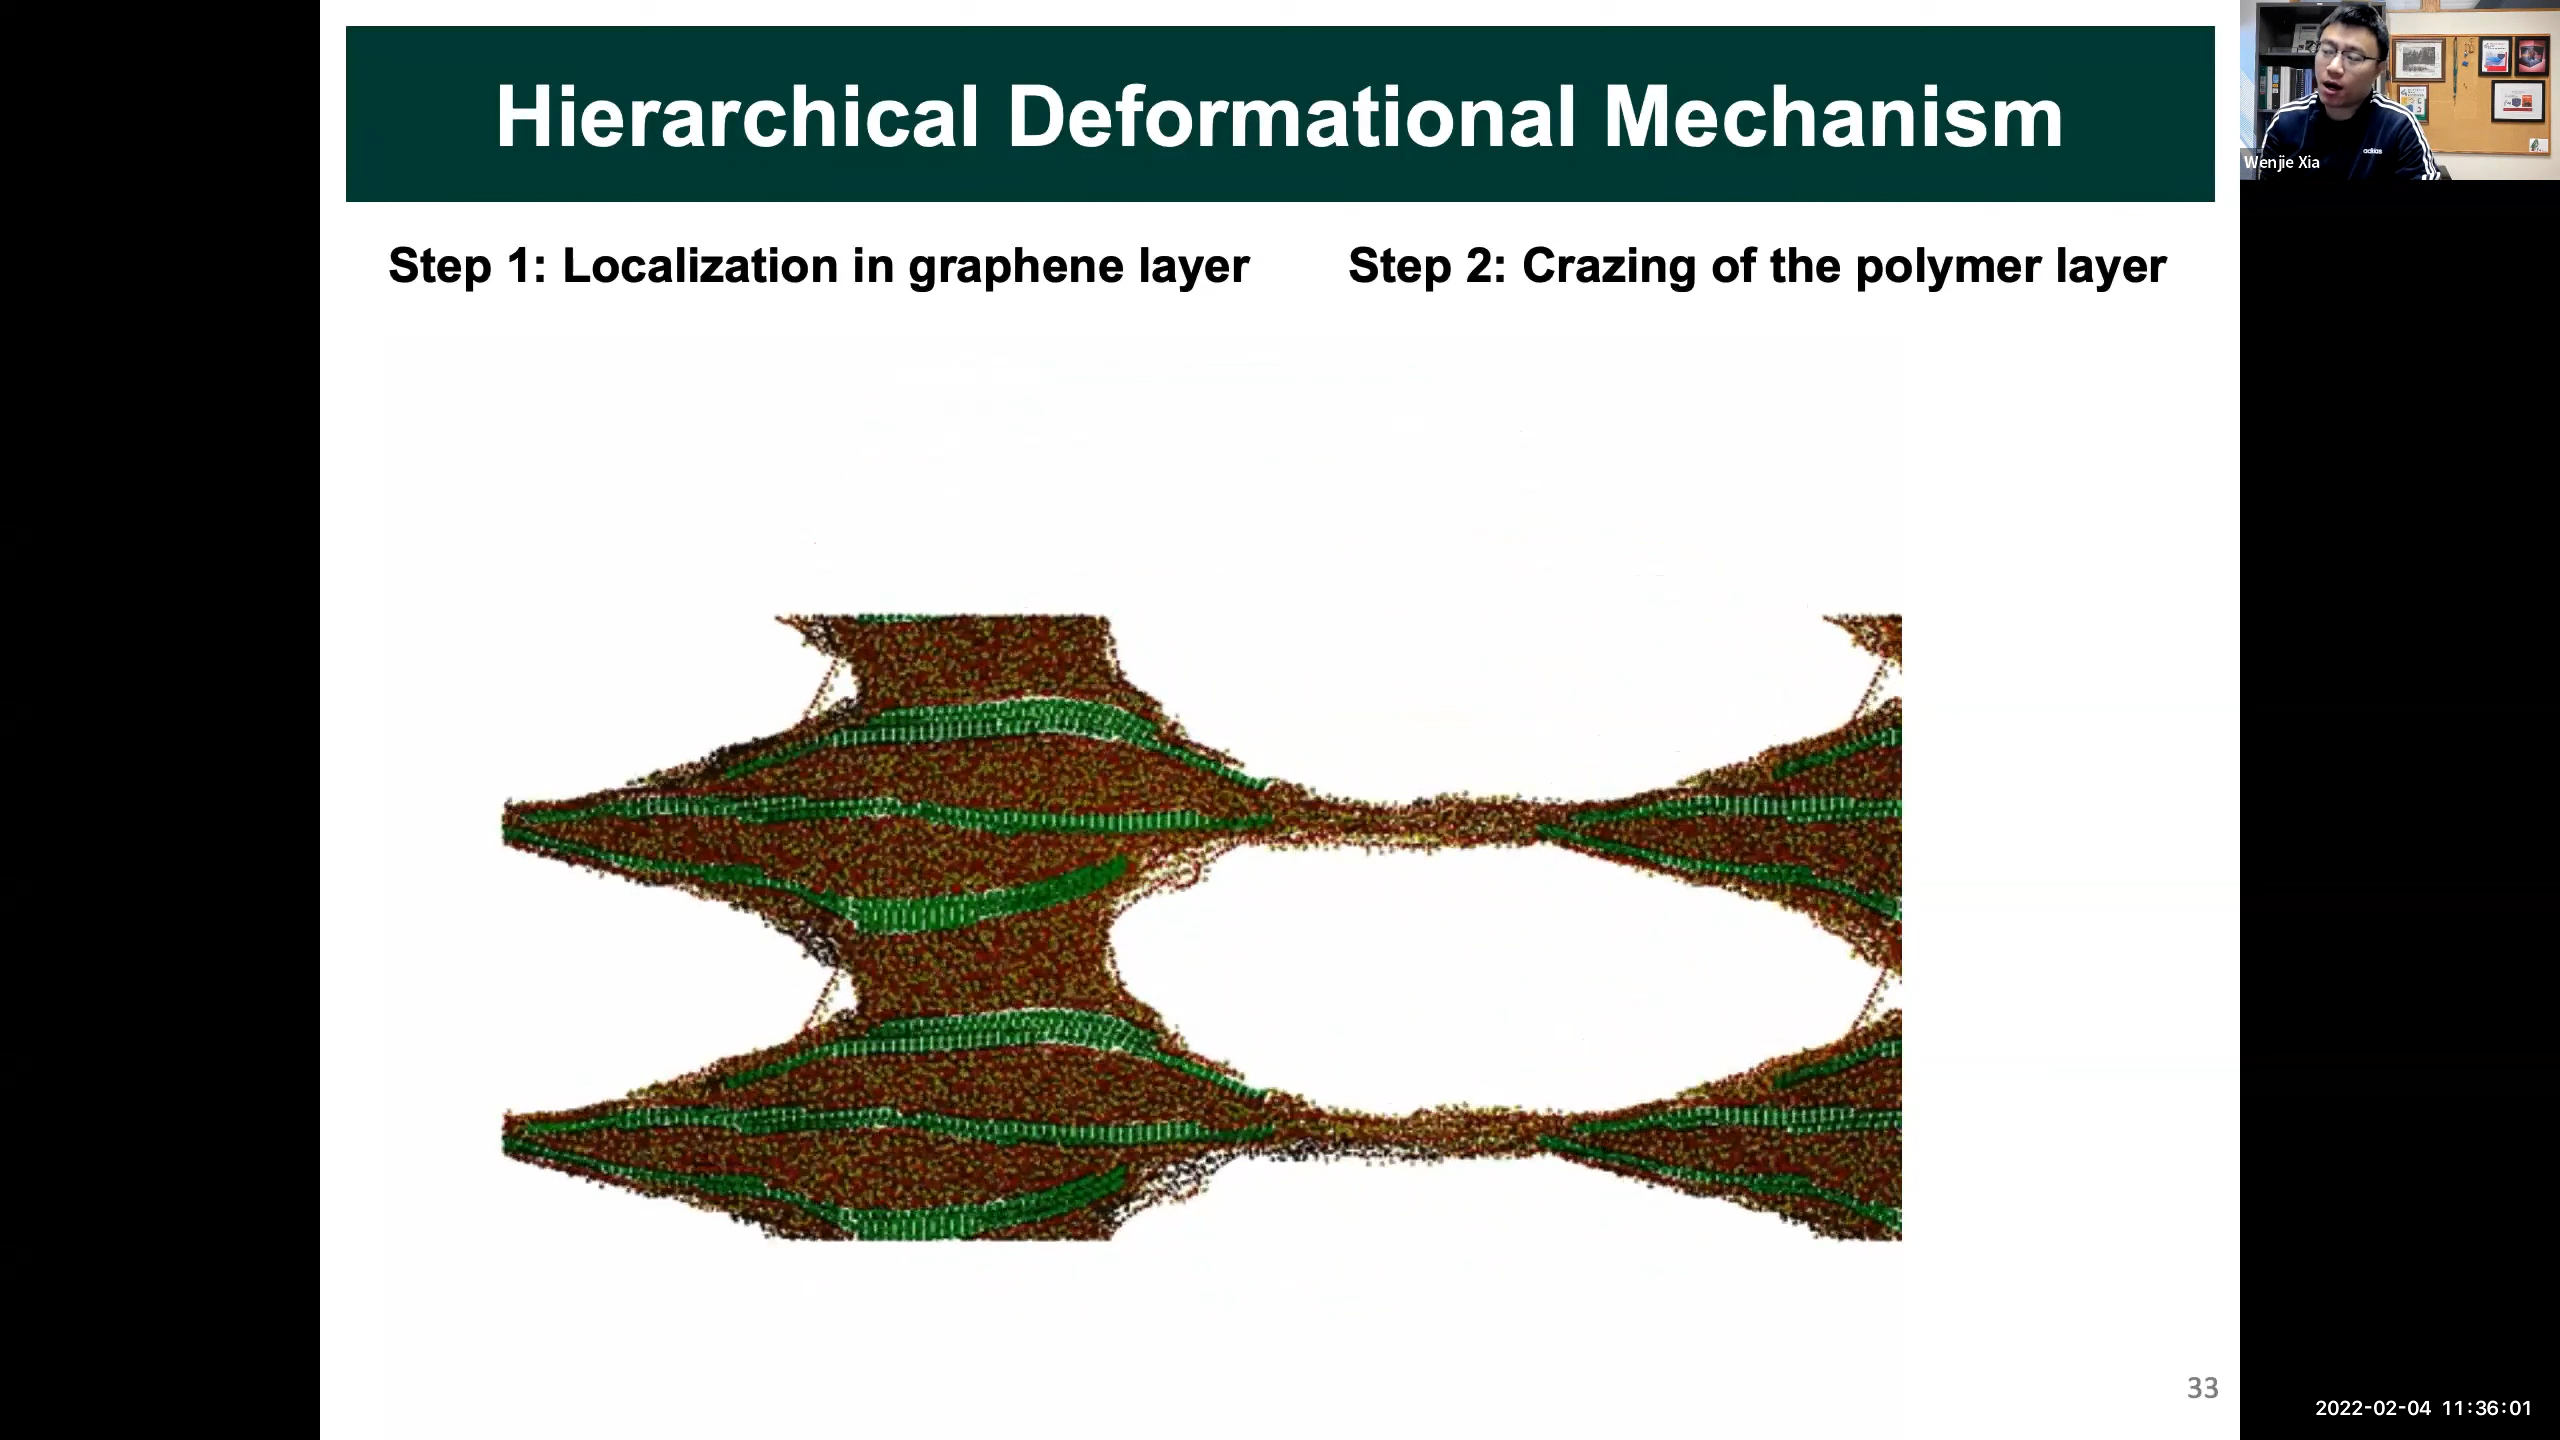 Hierarchical Deformational Mechanism
Wenjie Xia
adidas
Step 1: Localization in graphene layer
Step 2: Crazing of the polymer layer
33
2022-02-04 11:36:01